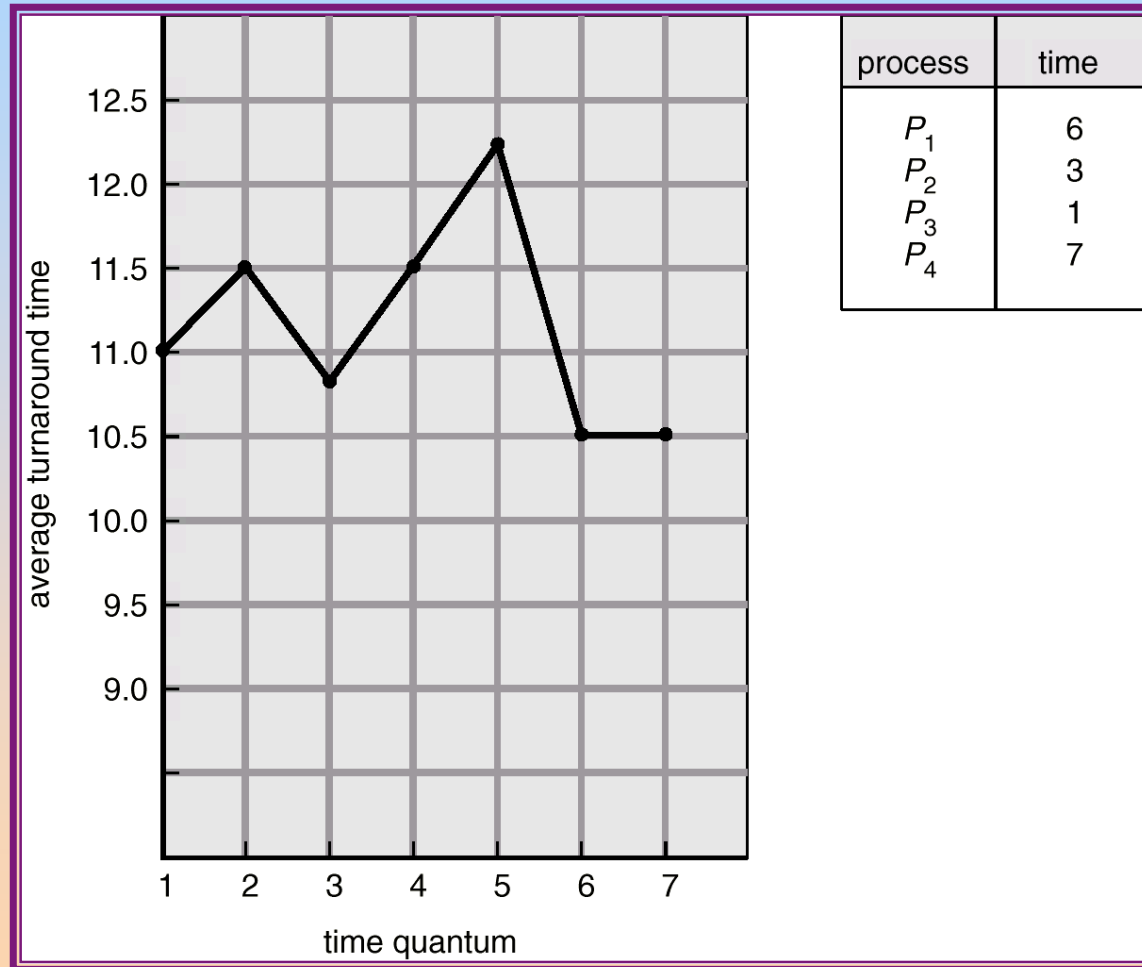 average turnaround time
12.5
12.0
11.5
11.0
10.5
10.0
9.5
9.0
1 2 3 4 5 6 7
time quantum
process time
P1 6
P2 3
P3 1
P4 7